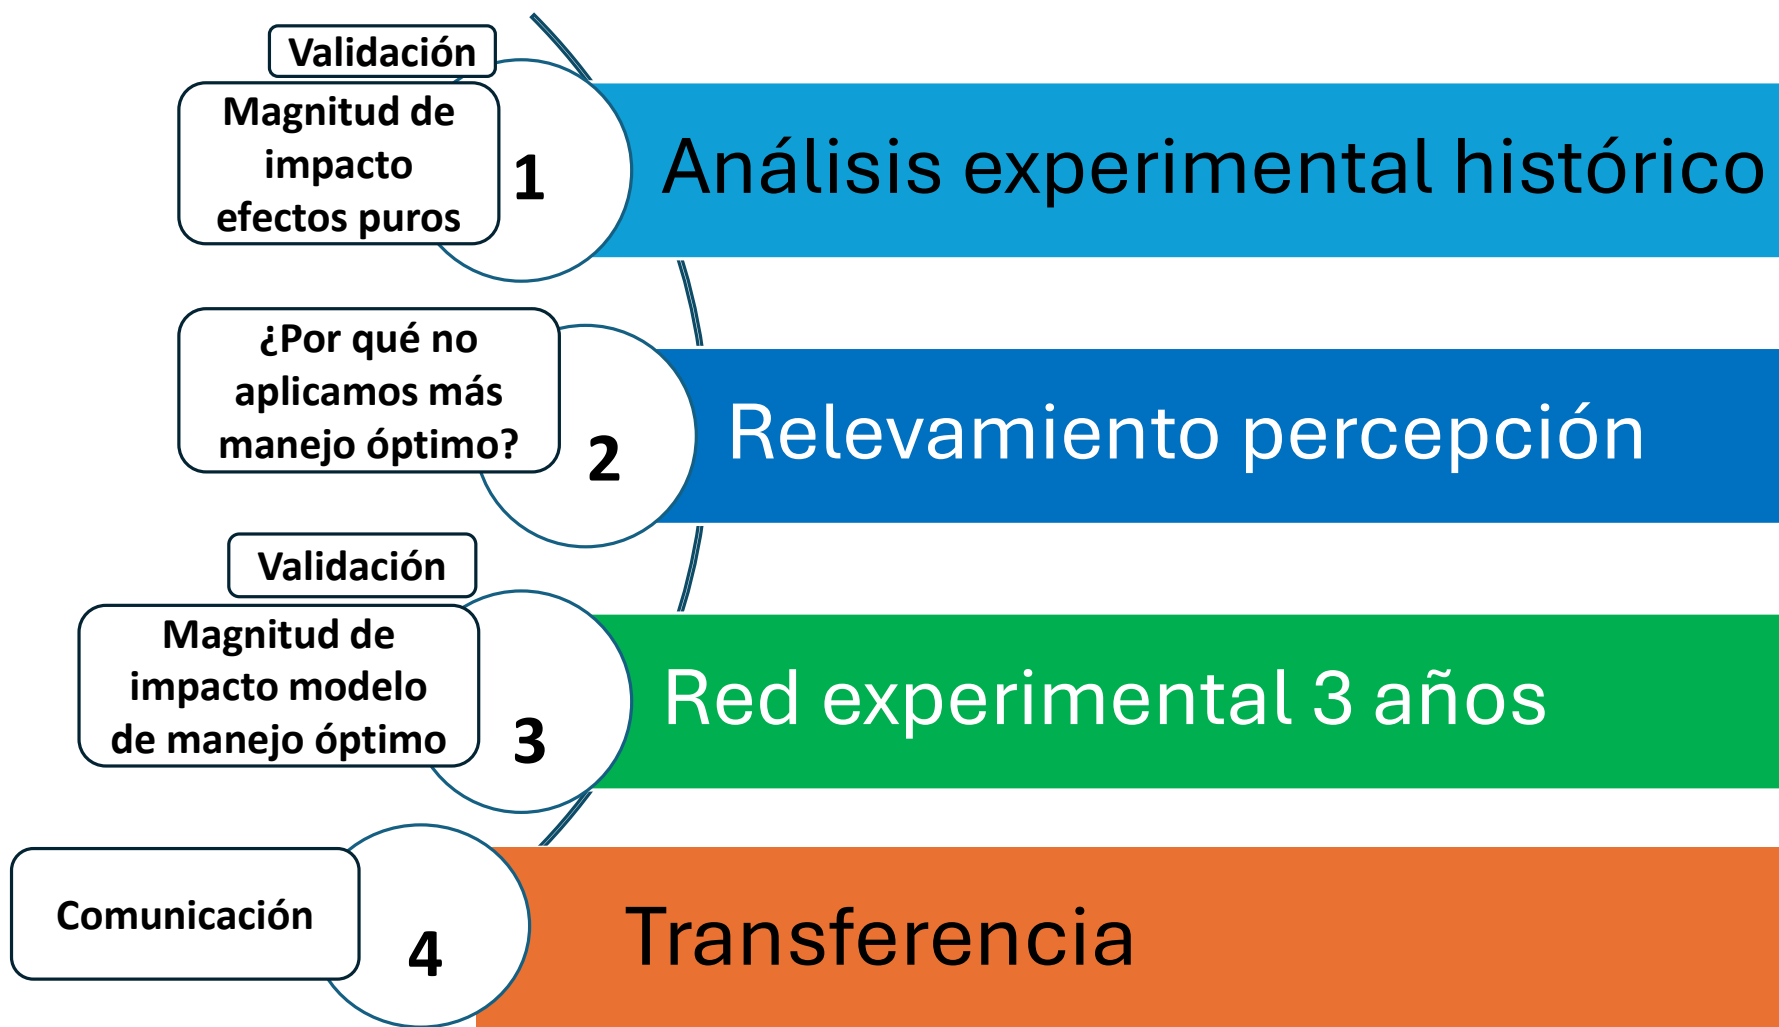 Validación
Magnitud de
impacto
efectos puros
1
Análisis experimental histórico
¿Por qué no
aplicamos más
manejo óptimo?
2
Relevamiento percepción
Validación
Magnitud de
impacto modelo
de manejo óptimo
3
Red experimental 3 años
Comunicación
4
Transferencia